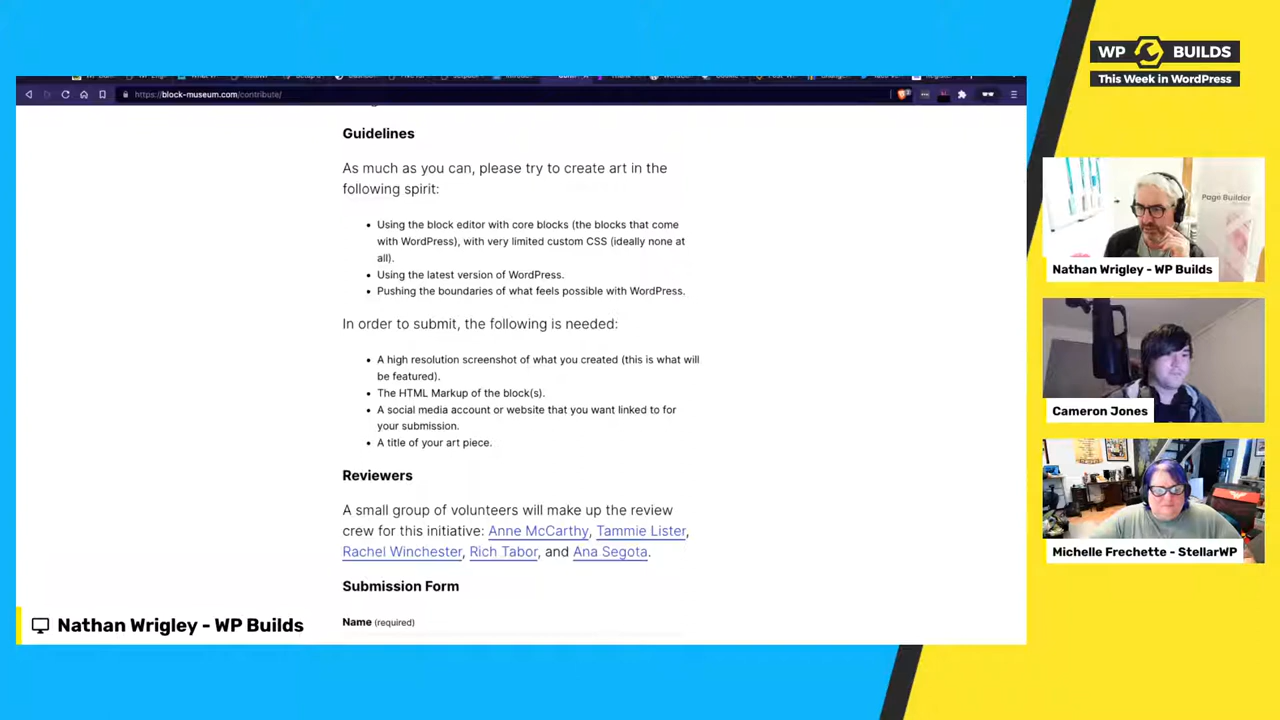 WP BUILDS
This Week in WordPress
https://block-museum.com/contribute/
Guidelines
As much as you can, please try to create art in the
following spirit:
Using the block editor with core blocks (the blocks that come
with WordPress), with very limited custom CSS (ideally none at
all).
Using the latest version of WordPress.
Pushing the boundaries of what feels possible with WordPress.
In order to submit, the following is needed:
A high resolution screenshot of what you created (this is what will
be featured).
The HTML Markup of the block(s).
A social media account or website that you want linked to for
your submission.
A title of your art piece.
Reviewers
A small group of volunteers will make up the review
crew for this initiative: Anne McCarthy, Tammie Lister,
Rachel Winchester, Rich Tabor, and Ana Segota.
Submission Form
Name (required)
Nathan Wrigley - WP Builds
Page Builder
Nathan Wrigley - WP Builds
Cameron Jones
Michelle Frechette - StellarWP